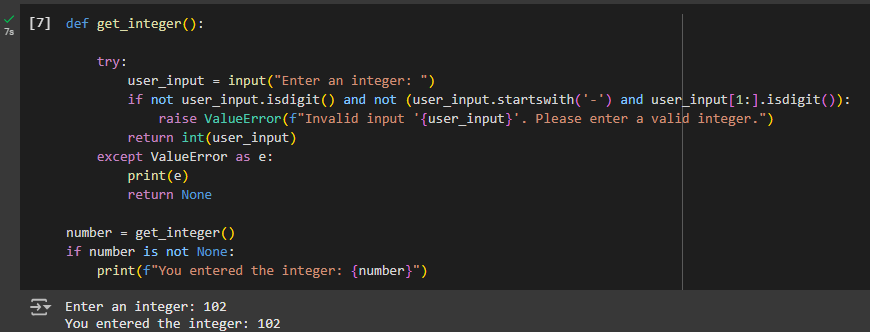 [7] def get_integer():
7s
    try:
        user_input = input("Enter an integer: ")
        if not user_input.isdigit() and not (user_input.startswith('-') and user_input[1:].isdigit()):
            raise ValueError(f"Invalid input '{user_input}'. Please enter a valid integer.")
        return int(user_input)
    except ValueError as e:
        print(e)
        return None
number = get_integer()
if number is not None:
    print(f"You entered the integer: {number}")
Enter an integer: 102
You entered the integer: 102